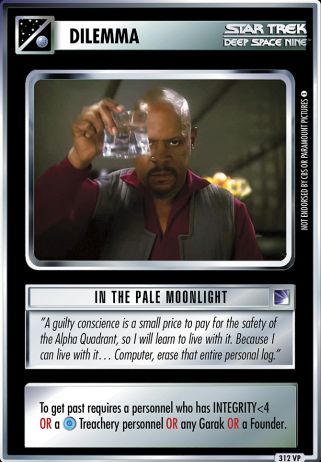 DILEMMA
STAR TREK
DEEP SPACE NINE
NOT ENDORSED BY CBS OR PARAMOUNT PICTURES
IN THE PALE MOONLIGHT
"A guilty conscience is a small price to pay for the safety of
the Alpha Quadrant, so I will learn to live with it. Because I
can live with it… Computer, erase that entire personal log."
To get past requires a personnel who has INTEGRITY<4
OR a Treachery personnel OR any Garak OR a Founder.
312 VP